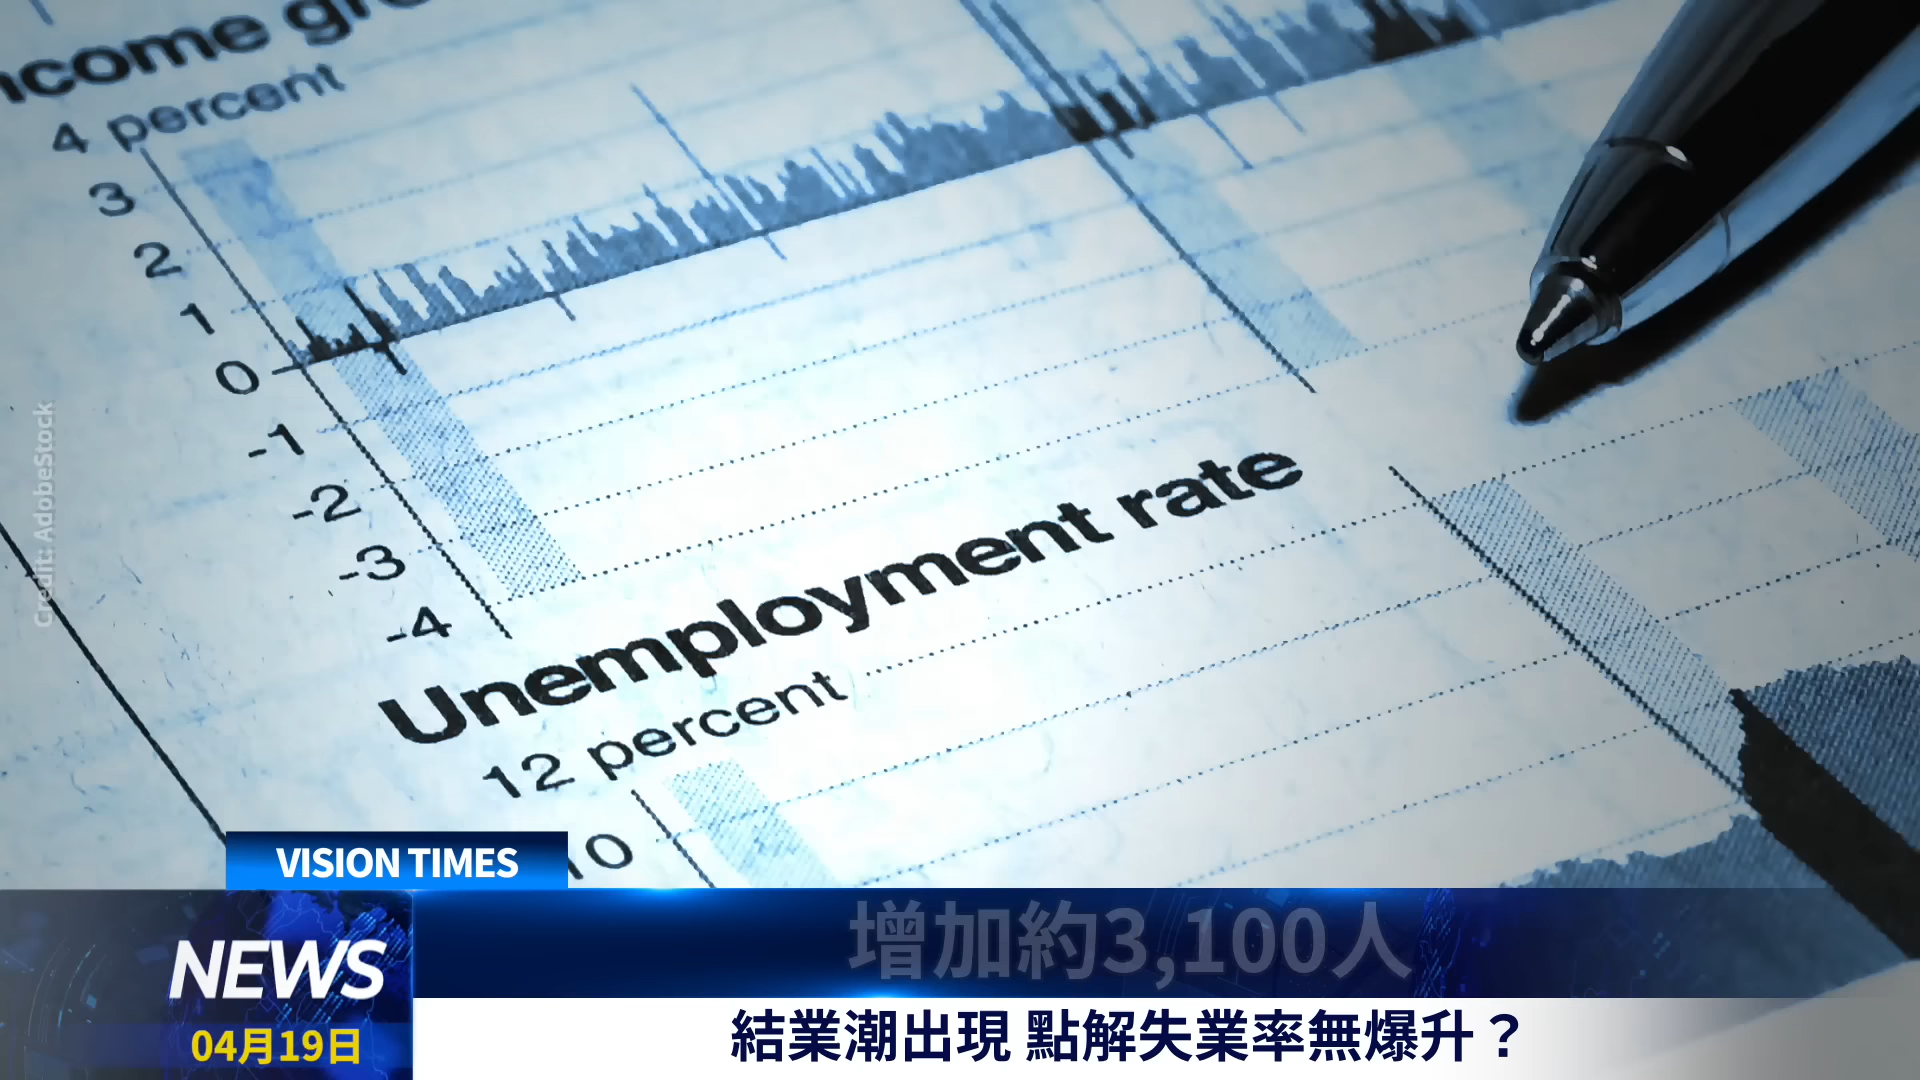 ncome gr
4 percent
3
2
1
0
-1
-2
-3
-4
Unemployment rate
12 percent
10
Credit: AdobeStock
VISION TIMES
NEWS
04月19日
增加約3,100人
結業潮出現 點解失業率無爆升？